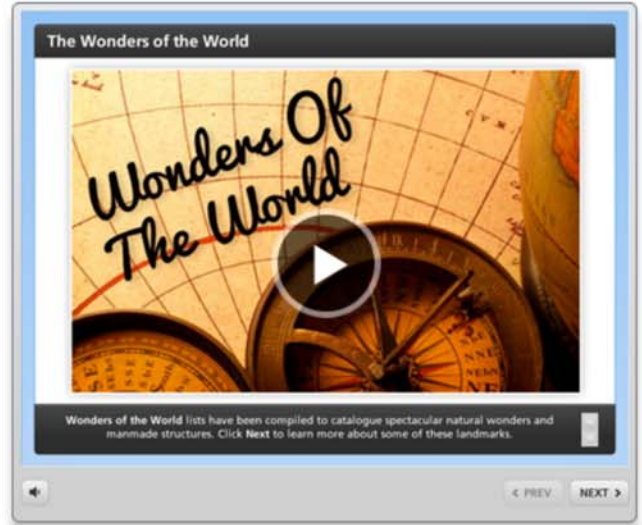 The Wonders of the World
Wonders Of
The World
Wonders of the World lists have been compiled to catalogue spectacular natural wonders and
manmade structures. Click Next to learn more about some of these landmarks.
< PREV
NEXT >